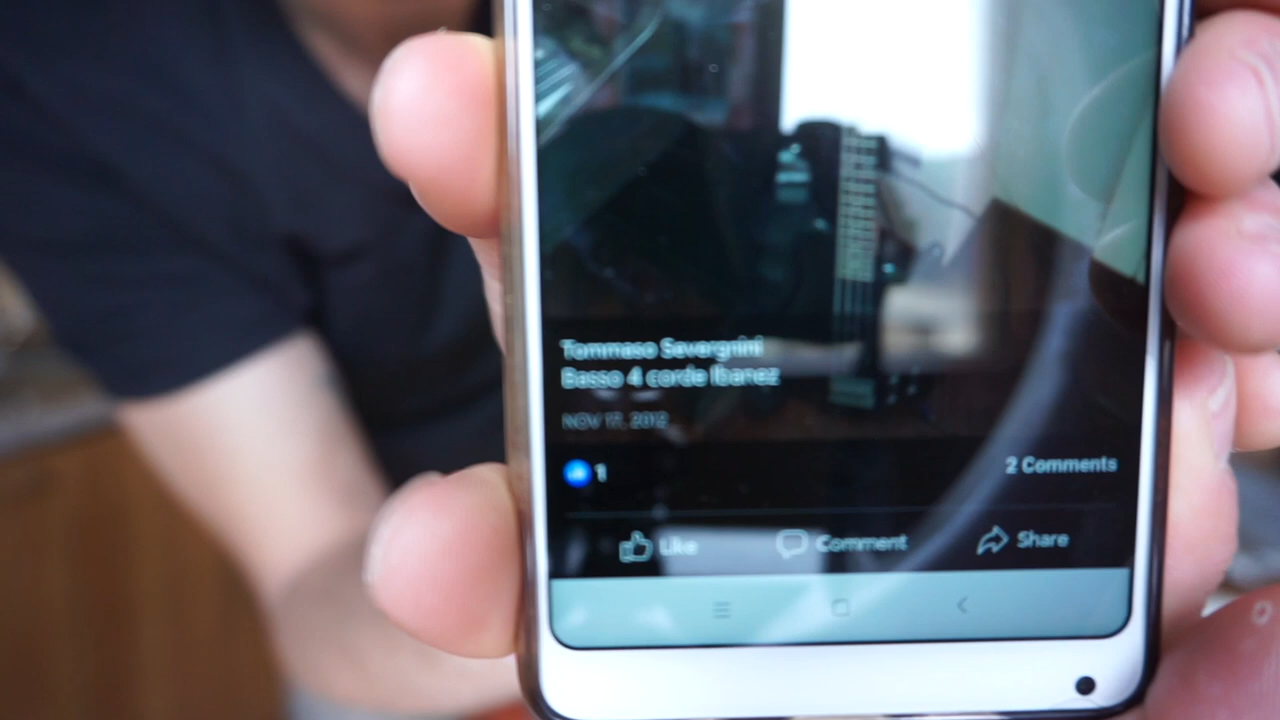 Tommaso Severgnini
Basso 4 corde Ibanez
NOV 17, 2012
1
2 Comments
Like
Comment
Share